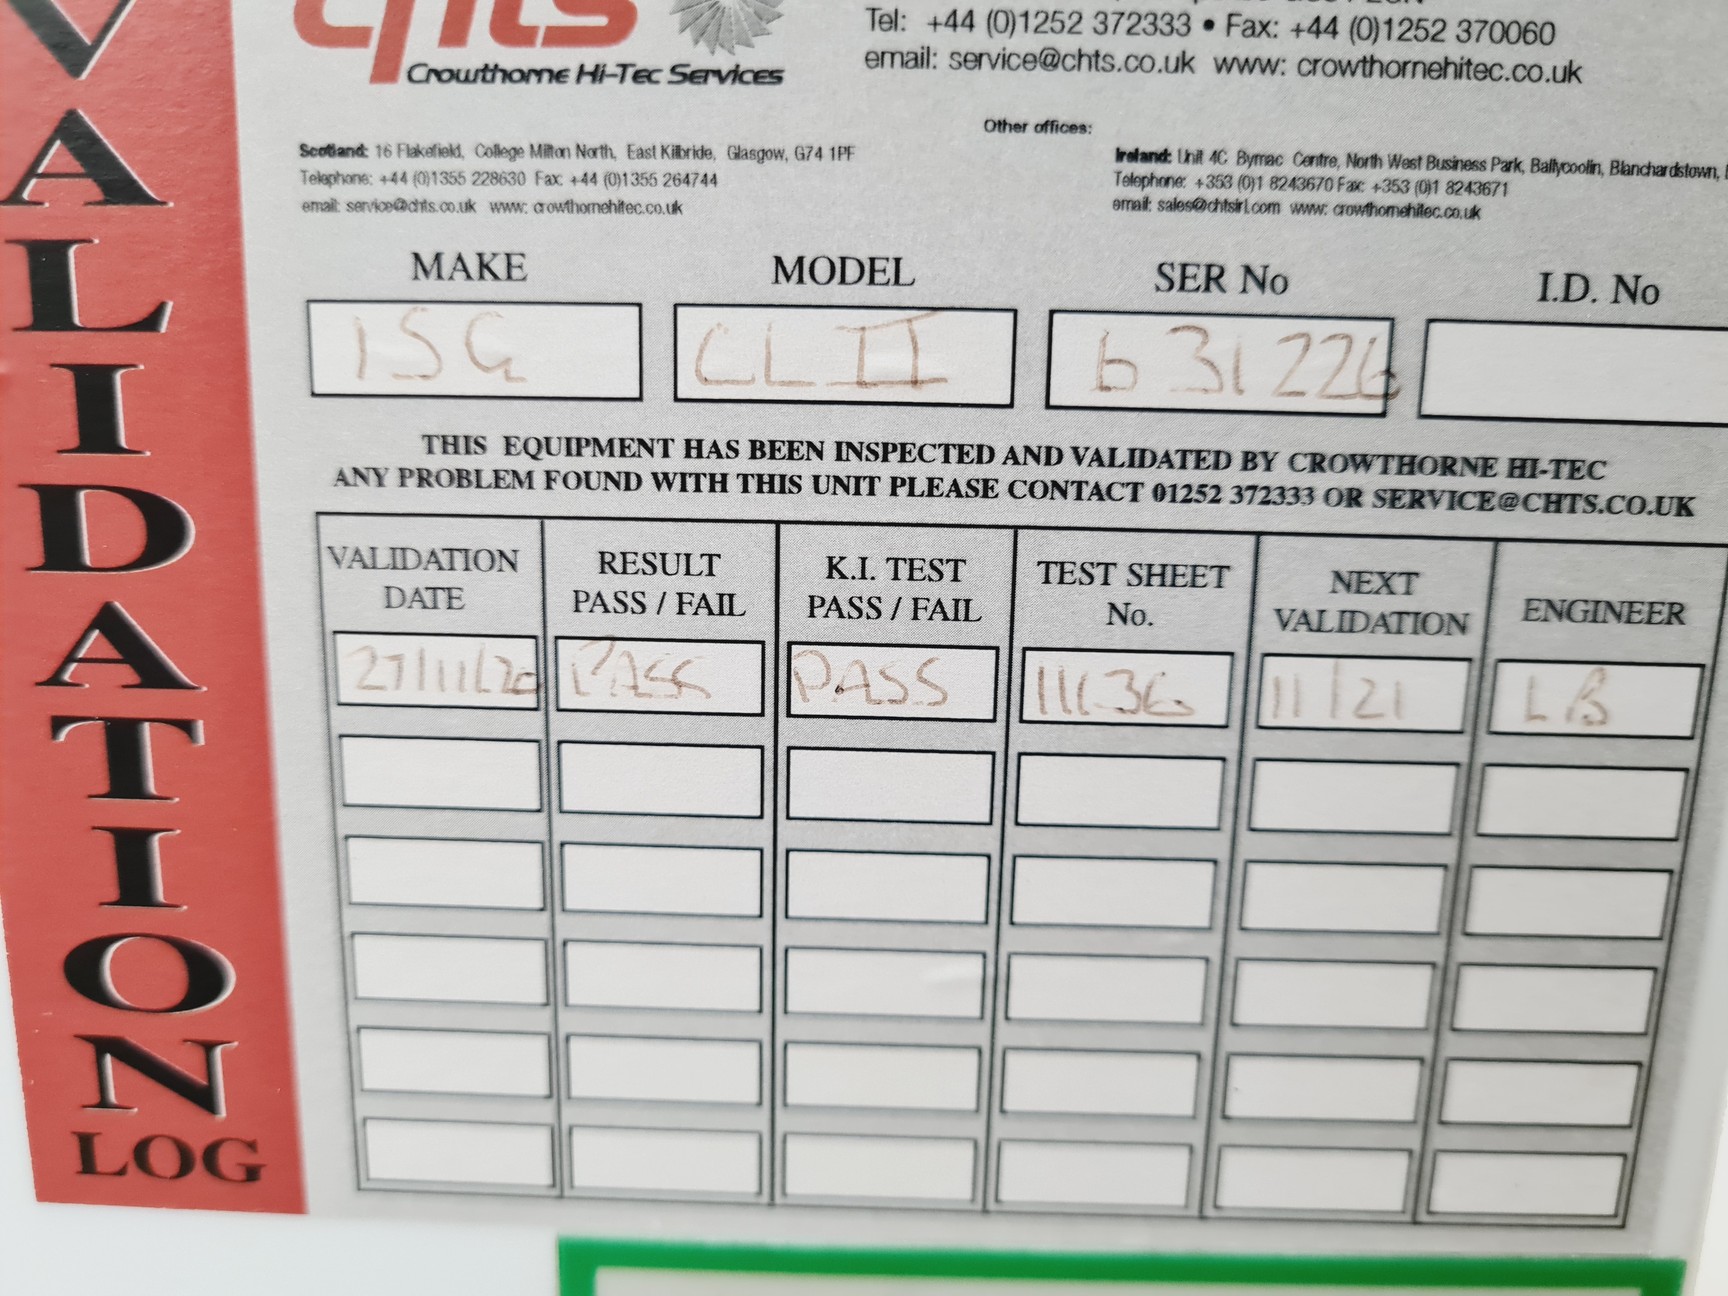 VALIDATION LOG
chts
Crowthorne Hi-Tec Services
Tel: +44 (0)1252 372333 • Fax: +44 (0)1252 370060
email: service@chts.co.uk www: crowthornehitec.co.uk
Other offices:
Scotland: 16 Flakefield, College Milton North, East Kilbride, Glasgow, G74 1PF
Telephone: +44 (0)1355 228630 Fax: +44 (0)1355 264744
email: service@chts.co.uk www: crowthornehitec.co.uk
Ireland: Unit 4C Bymac Centre, North West Business Park, Ballycoolin, Blanchardstown,
Telephone: +353 (0)1 8243670 Fax: +353 (0)1 8243671
email: sales@chtsirl.com www: crowthornehitec.co.uk
MAKE MODEL SER No I.D. No
ISG CL II 631226
THIS EQUIPMENT HAS BEEN INSPECTED AND VALIDATED BY CROWTHORNE HI-TEC
ANY PROBLEM FOUND WITH THIS UNIT PLEASE CONTACT 01252 372333 OR SERVICE@CHTS.CO.UK
VALIDATION DATE RESULT PASS / FAIL K.I. TEST PASS / FAIL TEST SHEET No. NEXT VALIDATION ENGINEER
27/11/20 PASS PASS 11136 11/21 LB